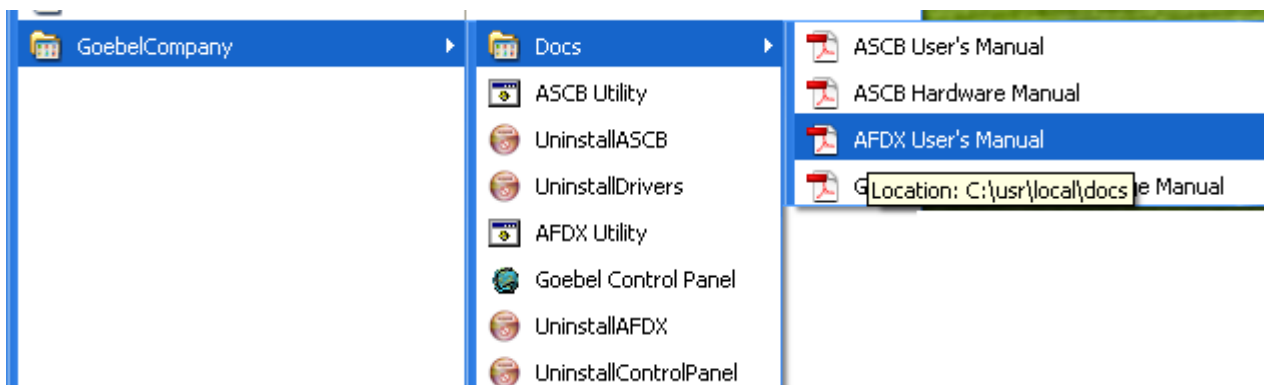 GoebelCompany
Docs
ASCB Utility
UninstallASCB
UninstallDrivers
AFDX Utility
Goebel Control Panel
UninstallAFDX
UninstallControlPanel
ASCB User's Manual
ASCB Hardware Manual
AFDX User's Manual
Location: C:\usr\local\docs
Manual